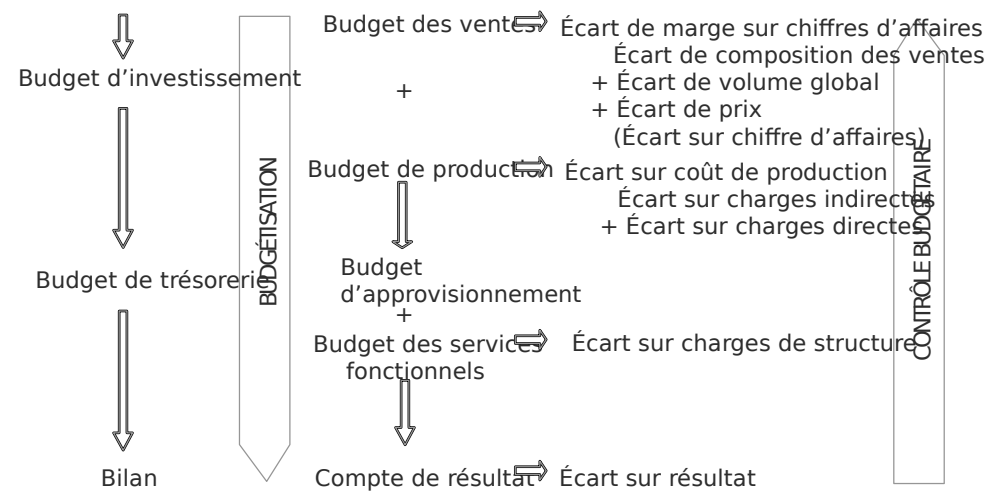 Budget des ventes
Écart de marge sur chiffres d’affaires
Écart de composition des ventes
Budget d’investissement
+ Écart de volume global
+
+ Écart de prix
(Écart sur chiffre d’affaires)
Budget de production
Écart sur coût de production
Écart sur charges indirectes
+ Écart sur charges directes
BUDGÉTISATION
CONTRÔLE BUDGÉTAIRE
Budget de trésorerie
Budget
d’approvisionnement
+
Budget des services
fonctionnels
Écart sur charges de structure
Bilan
Compte de résultat
Écart sur résultat